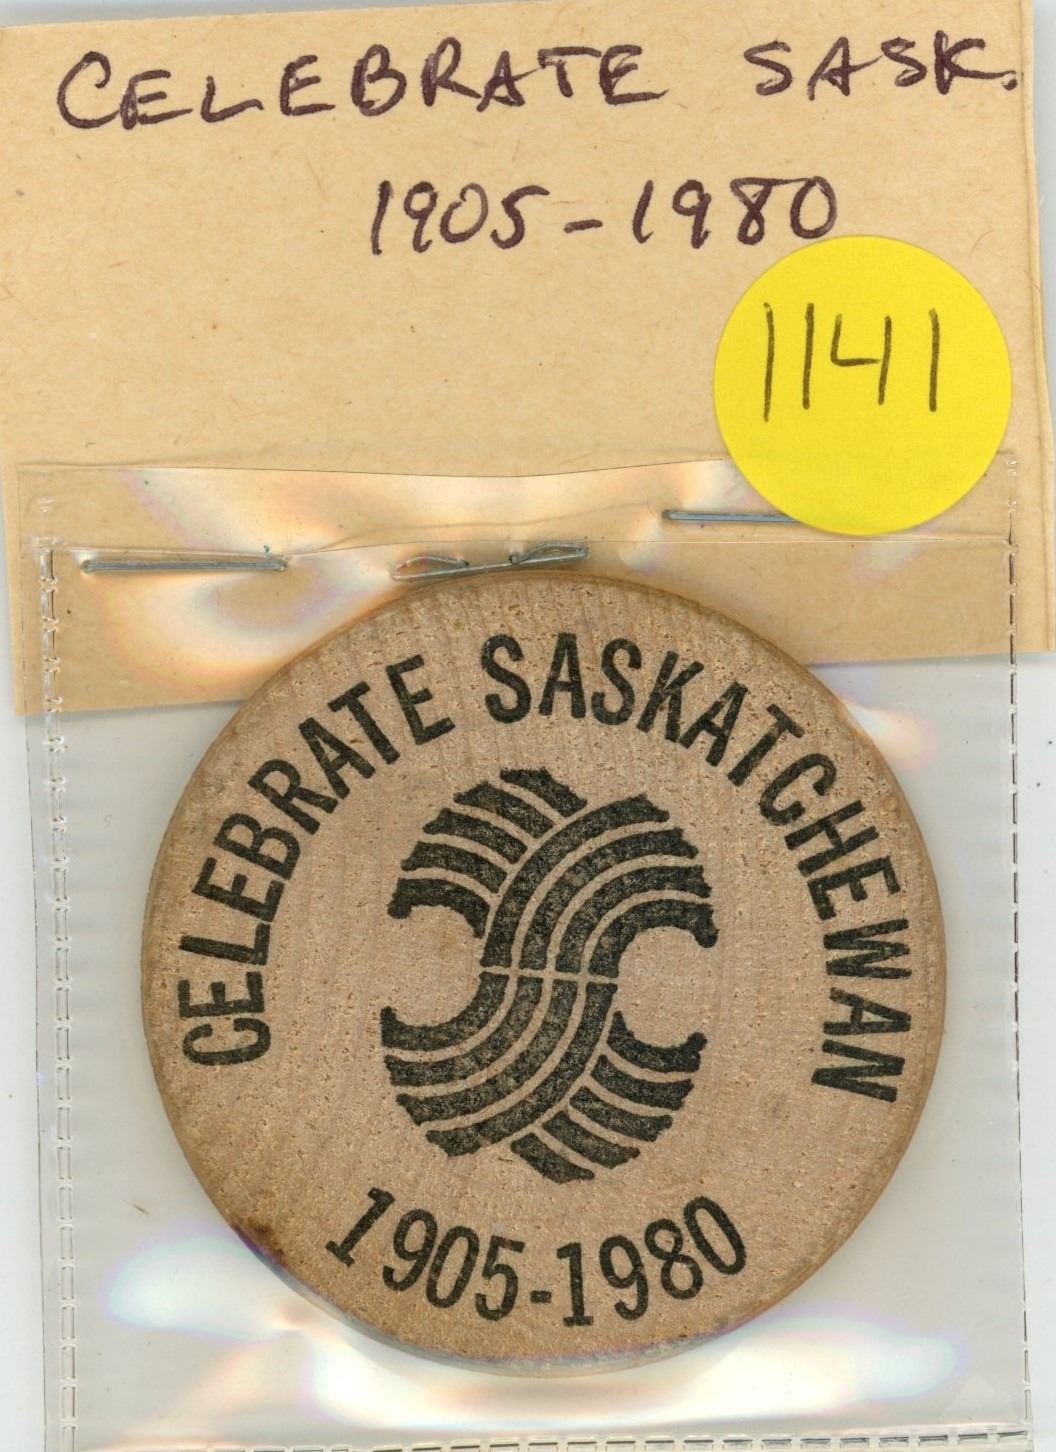 CELEBRATE SASK.
1905-1980
1141
CELEBRATE SASKATCHEWAN
1905-1980